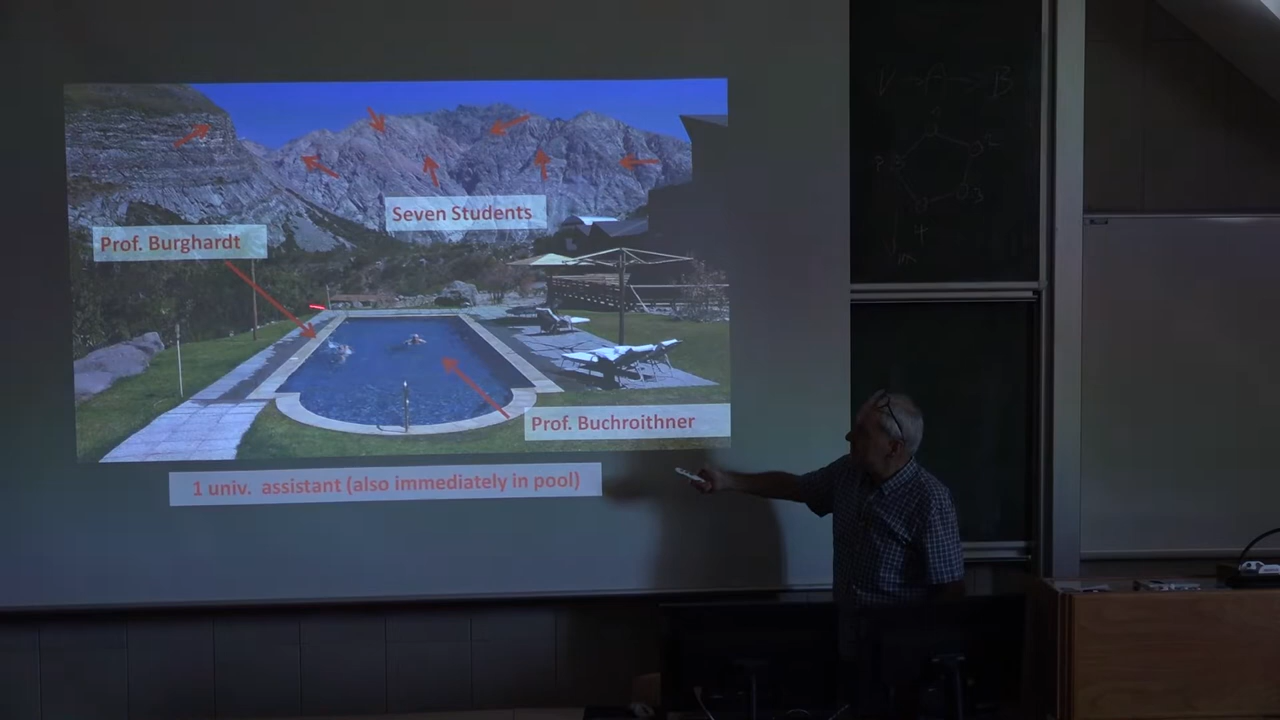 Seven Students
Prof. Burghardt
Prof. Buchroithner
1 univ. assistant (also immediately in pool)